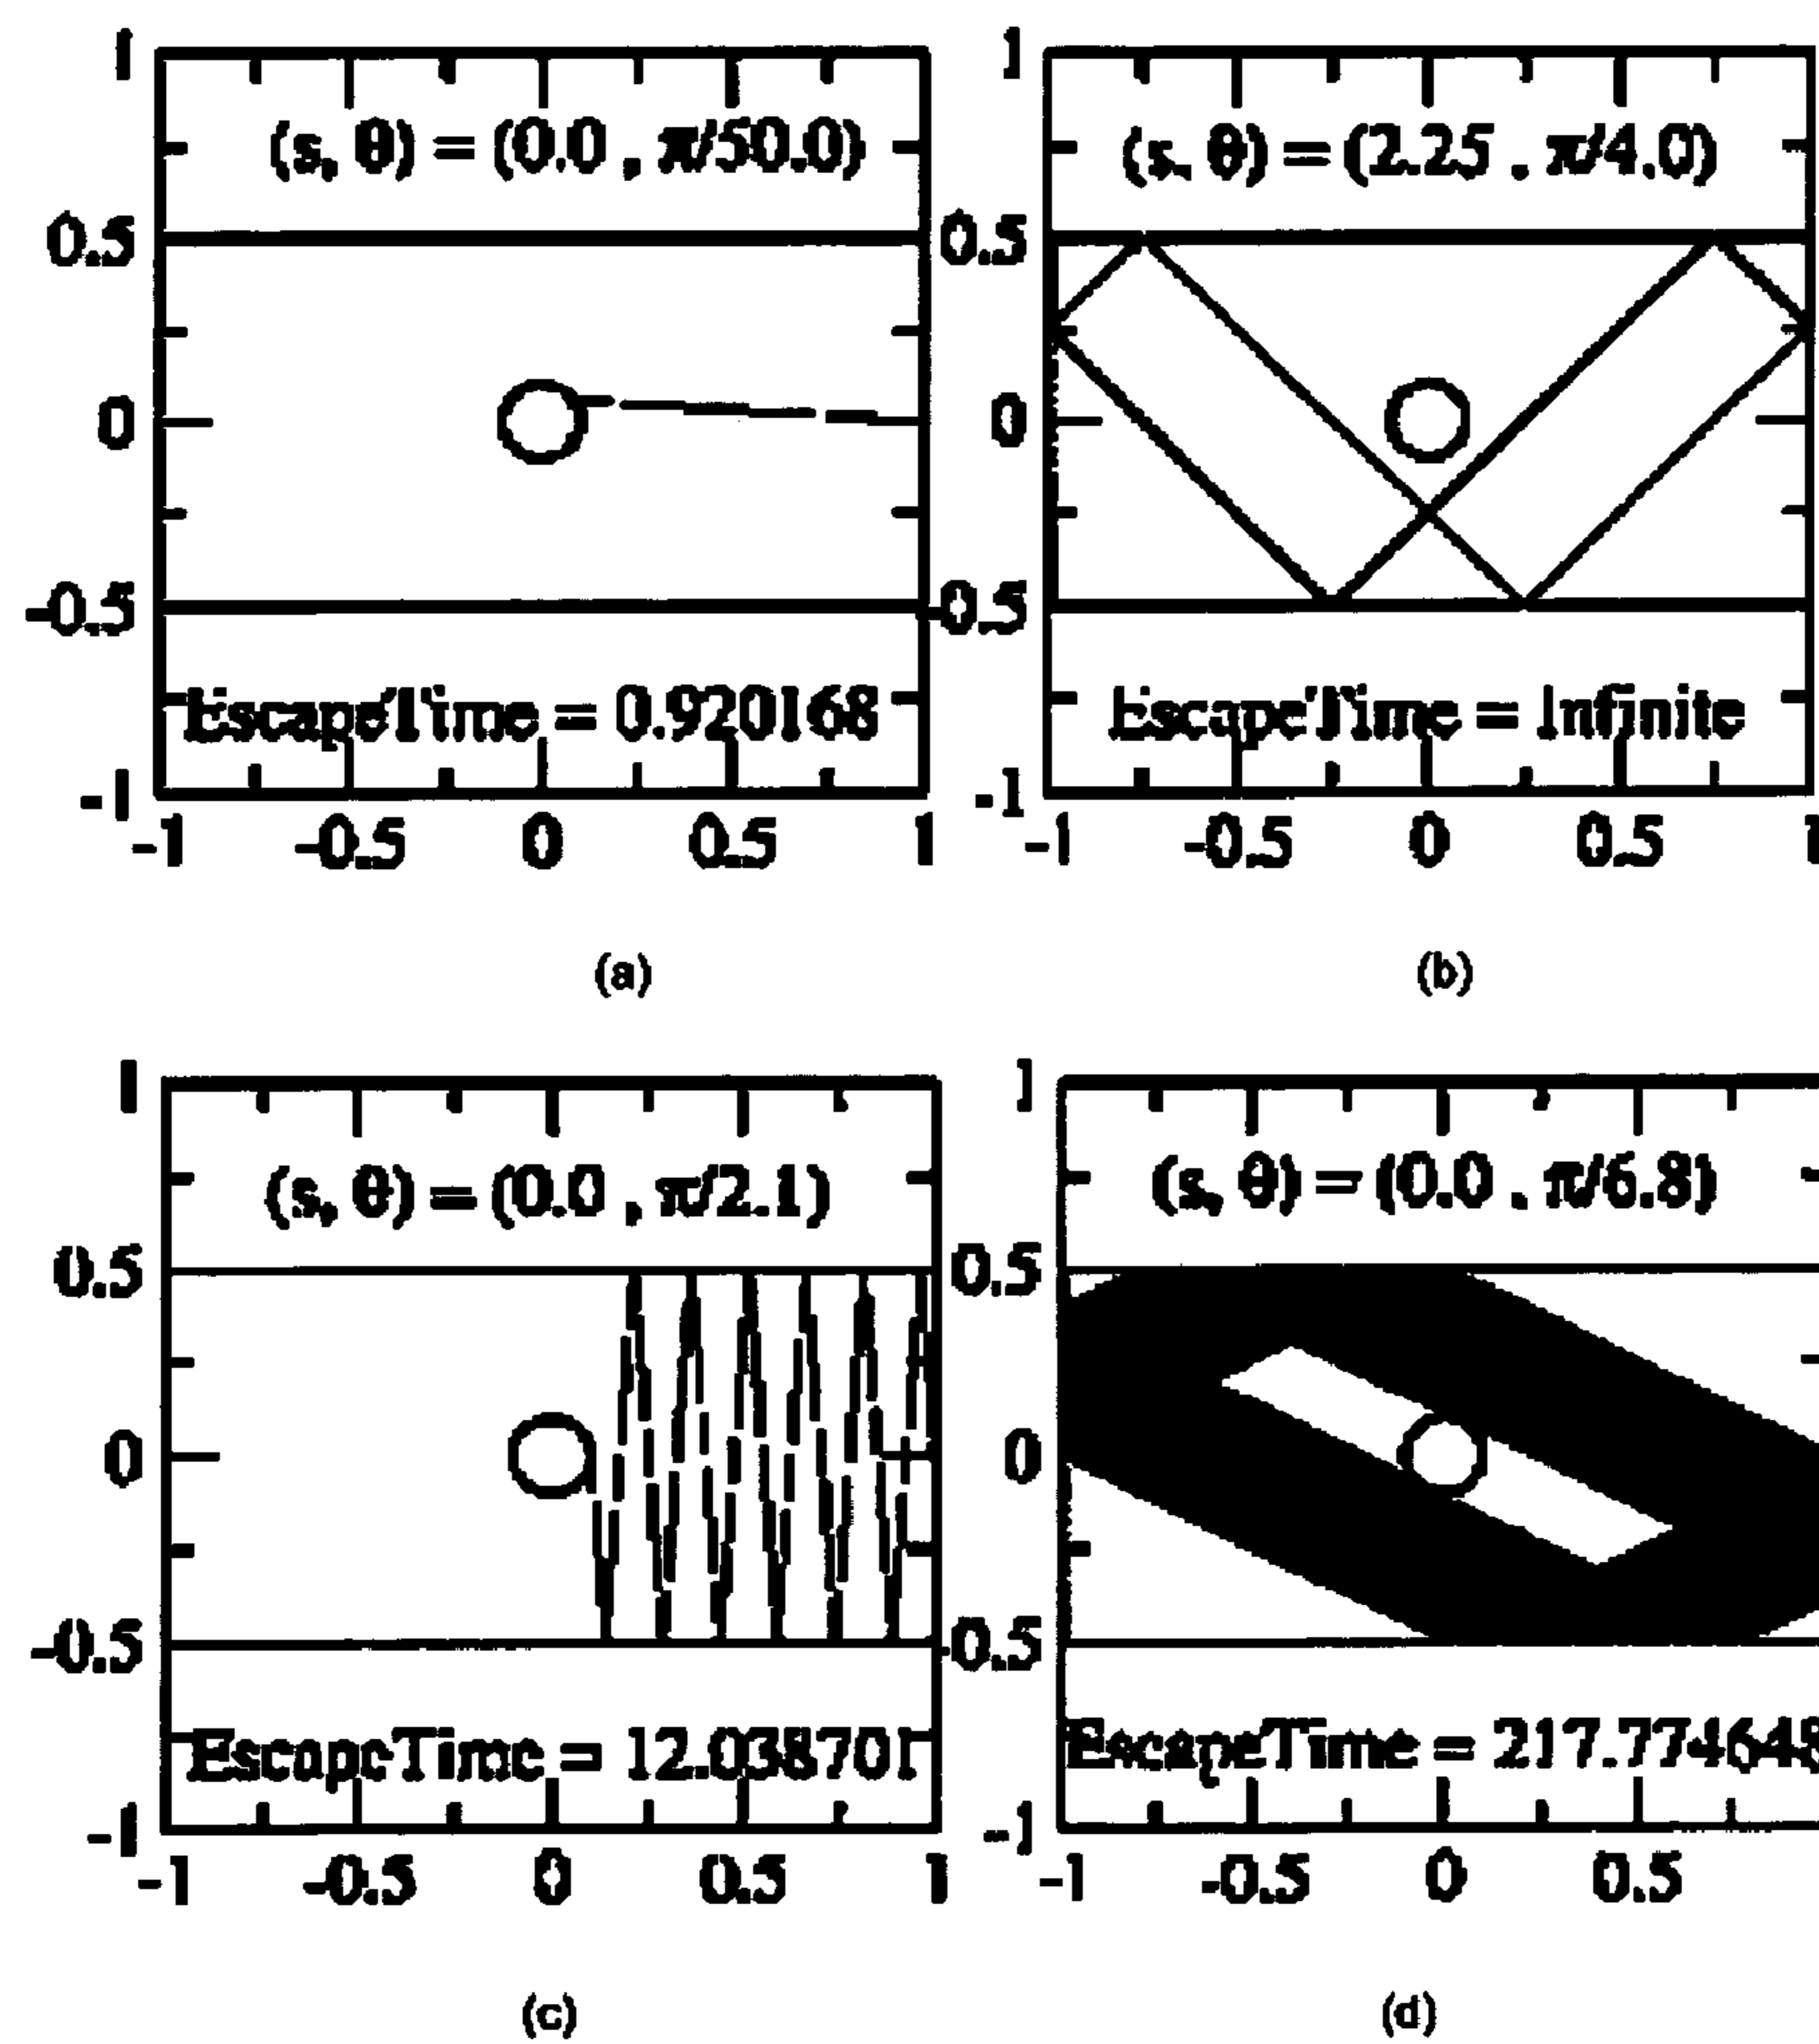 1
(s, θ) = (0.0 , π/50.0)
0.5
0
-0.5
EscapeTime = 0.920168
-1
-1 -0.5 0 0.5 1
(a)
1
(s, θ) = (2.25 , π/4.0)
0.5
0
-0.5
EscapeTime = Infinite
-1
-1 -0.5 0 0.5 1
(b)
1
(s, θ) = (0.0 , π/2.1)
0.5
0
-0.5
EscapeTime = 12.038701
-1
-1 -0.5 0 0.5 1
(c)
1
(s, θ) = (0.0 , π/6.8)
0.5
0
-0.5
EscapeTime = 217.774648
-1
-1 -0.5 0 0.5
(d)